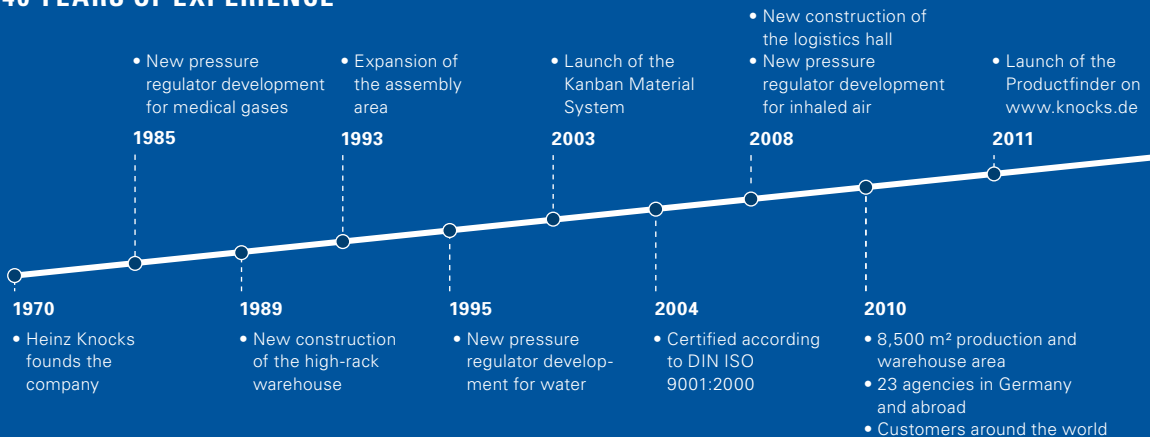 40 YEARS OF EXPERIENCE
• New pressure
regulator development
for medical gases
1985
• Expansion of
the assembly
area
1993
• Launch of the
Kanban Material
System
2003
• New construction of
the logistics hall
• New pressure
regulator development
for inhaled air
2008
• Launch of the
Productfinder on
www.knocks.de
2011
1970
• Heinz Knocks
founds the
company
1989
• New construction
of the high-rack
warehouse
1995
• New pressure
regulator develop-
ment for water
2004
• Certified according
to DIN ISO
9001:2000
2010
• 8,500 m² production and
warehouse area
• 23 agencies in Germany
and abroad
• Customers around the world